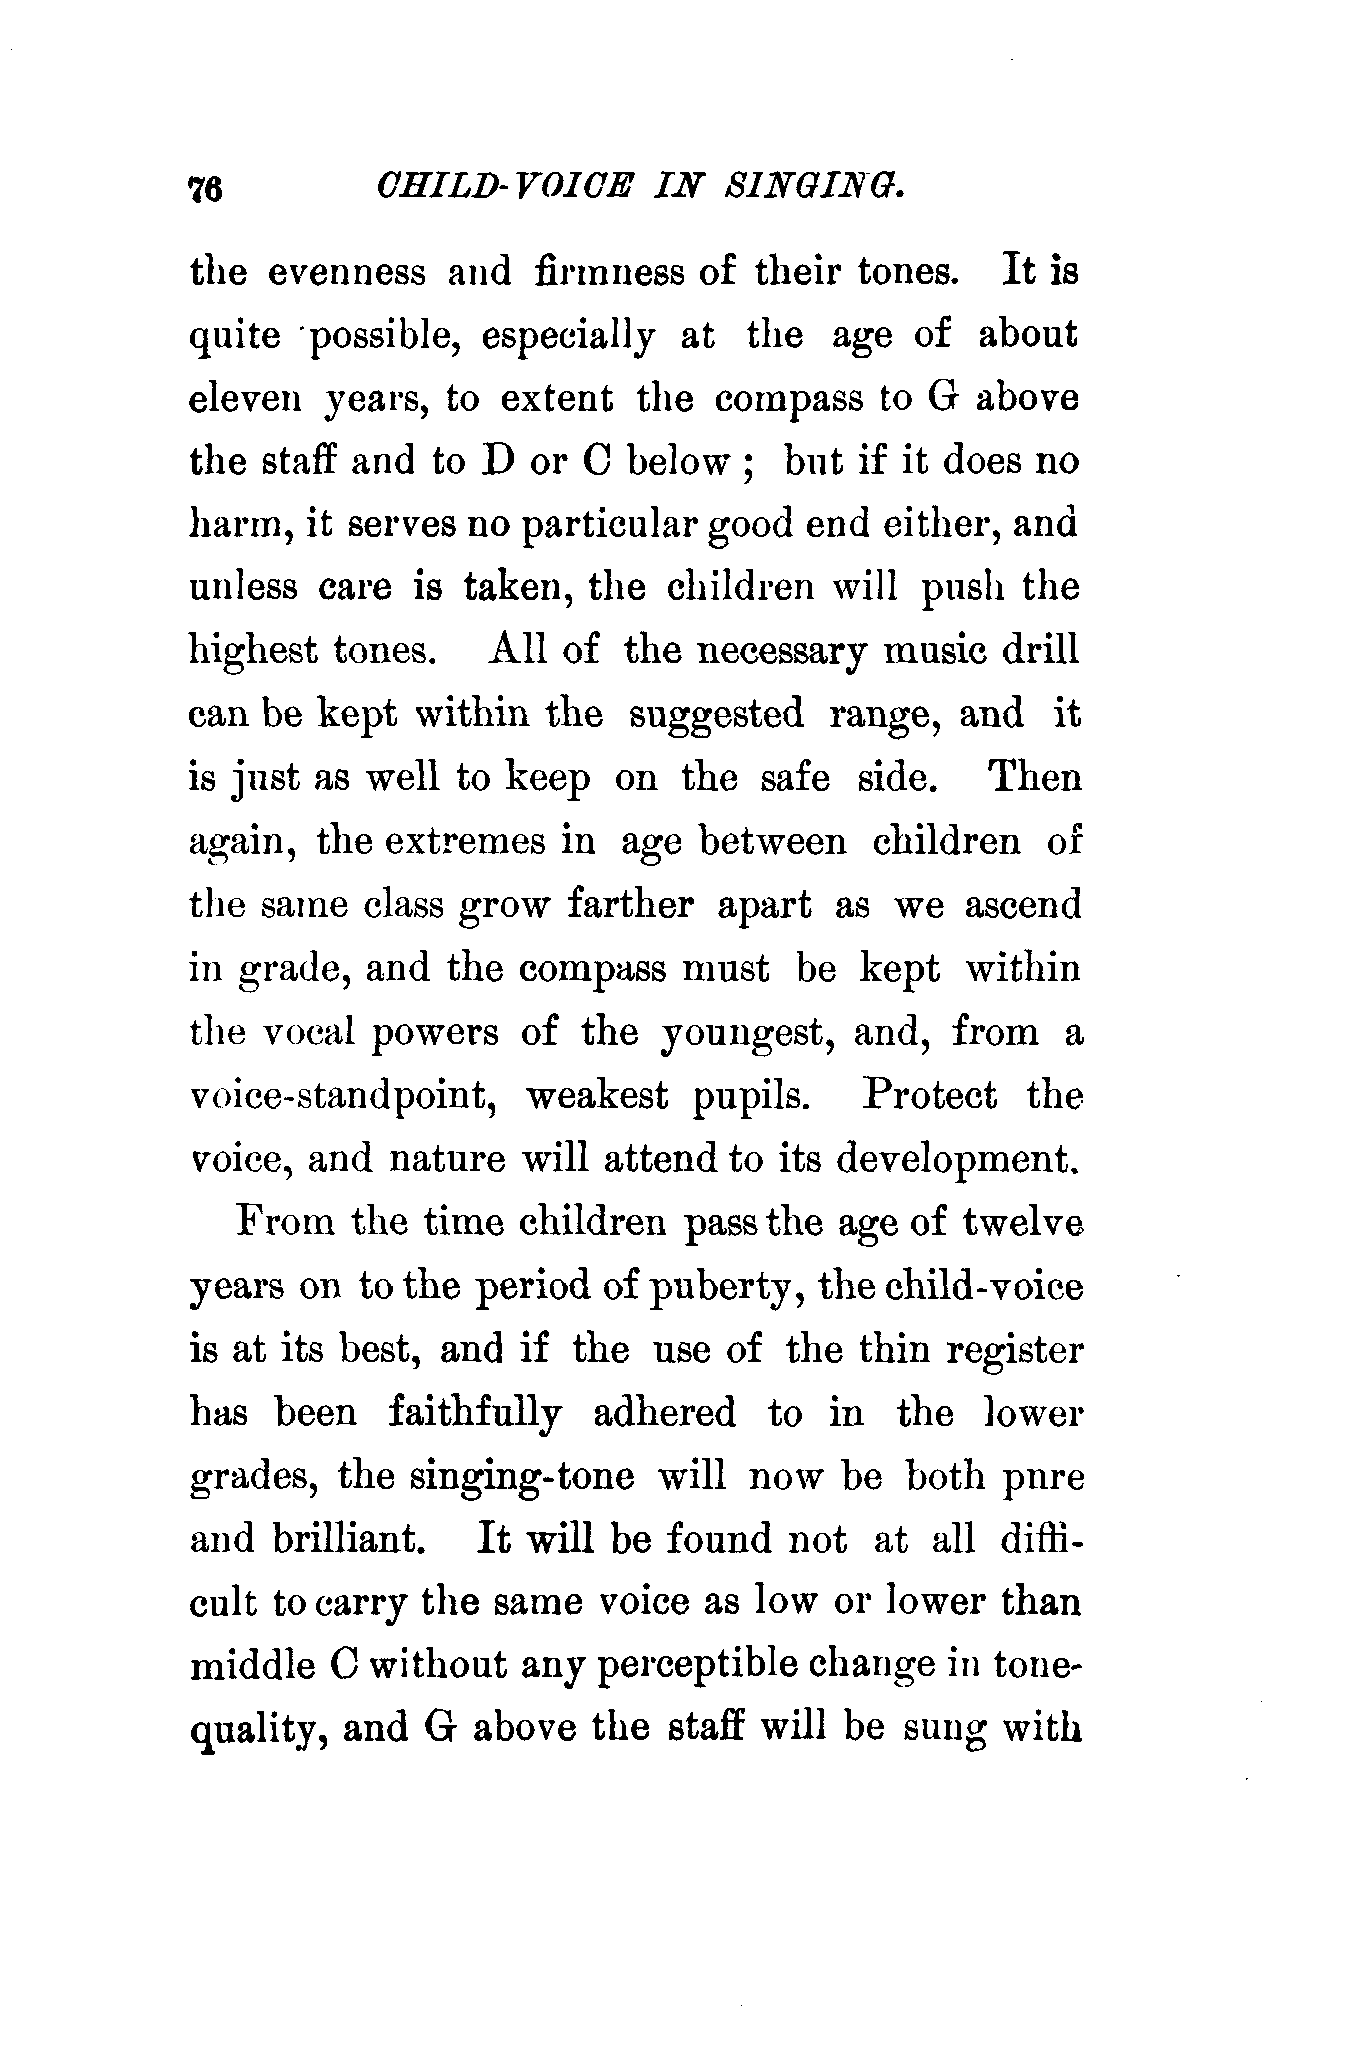 76 CHILD-VOICE IN SINGING.
the evenness and firmness of their tones. It is
quite possible, especially at the age of about
eleven years, to extent the compass to G above
the staff and to D or C below ; but if it does no
harm, it serves no particular good end either, and
unless care is taken, the children will push the
highest tones. All of the necessary music drill
can be kept within the suggested range, and it
is just as well to keep on the safe side. Then
again, the extremes in age between children of
the same class grow farther apart as we ascend
in grade, and the compass must be kept within
the vocal powers of the youngest, and, from a
voice-standpoint, weakest pupils. Protect the
voice, and nature will attend to its development.
From the time children pass the age of twelve
years on to the period of puberty, the child-voice
is at its best, and if the use of the thin register
has been faithfully adhered to in the lower
grades, the singing-tone will now be both pure
and brilliant. It will be found not at all diffi-
cult to carry the same voice as low or lower than
middle C without any perceptible change in tone-
quality, and G above the staff will be sung with